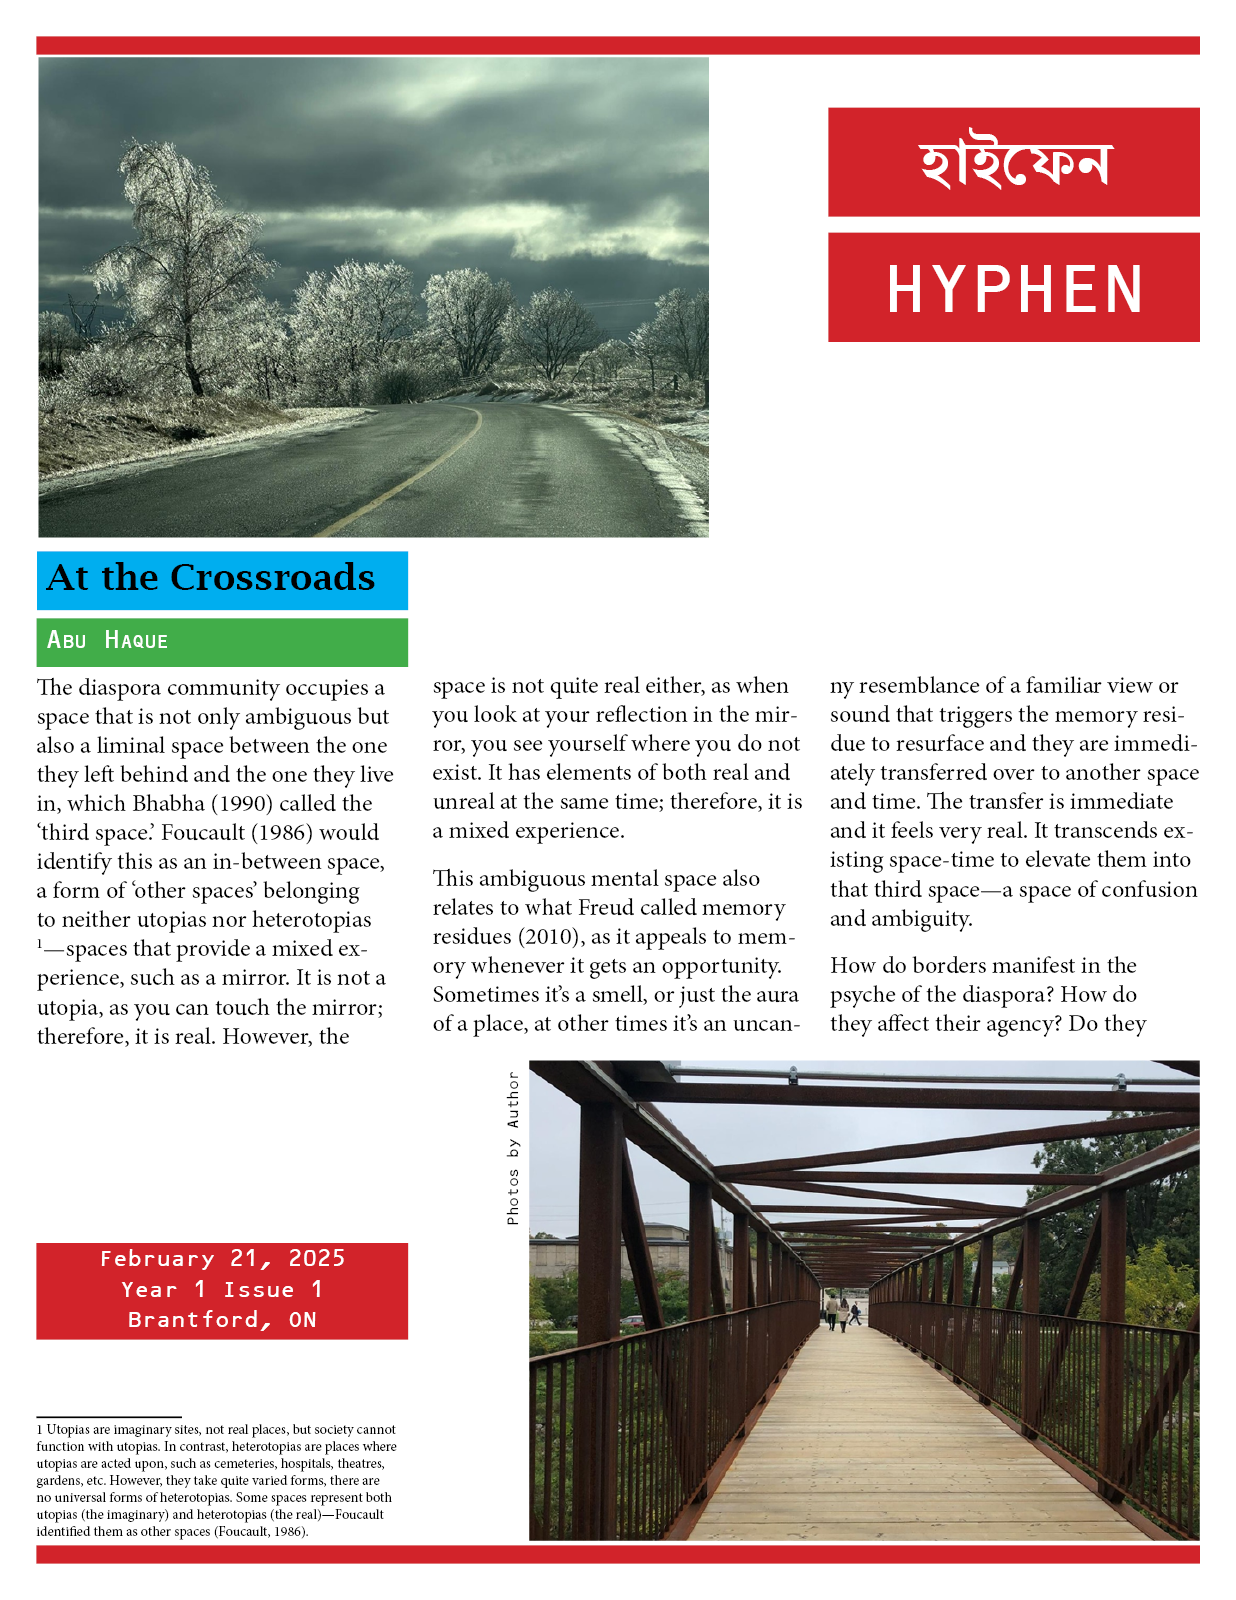 হাইফেন
HYPHEN
At the Crossroads
Abu Haque
The diaspora community occupies a
space that is not only ambiguous but
also a liminal space between the one
they left behind and the one they live
in, which Bhabha (1990) called the
‘third space.’ Foucault (1986) would
identify this as an in-between space,
a form of ‘other spaces’ belonging
to neither utopias nor heterotopias
¹—spaces that provide a mixed ex-
perience, such as a mirror. It is not a
utopia, as you can touch the mirror;
therefore, it is real. However, the
space is not quite real either, as when
you look at your reflection in the mir-
ror, you see yourself where you do not
exist. It has elements of both real and
unreal at the same time; therefore, it is
a mixed experience.
This ambiguous mental space also
relates to what Freud called memory
residues (2010), as it appeals to mem-
ory whenever it gets an opportunity.
Sometimes it’s a smell, or just the aura
of a place, at other times it’s an uncan-
ny resemblance of a familiar view or
sound that triggers the memory resi-
due to resurface and they are immedi-
ately transferred over to another space
and time. The transfer is immediate
and it feels very real. It transcends ex-
isting space-time to elevate them into
that third space—a space of confusion
and ambiguity.
How do borders manifest in the
psyche of the diaspora? How do
they affect their agency? Do they
Photos by Author
February 21, 2025
Year 1 Issue 1
Brantford, ON
1 Utopias are imaginary sites, not real places, but society cannot
function with utopias. In contrast, heterotopias are places where
utopias are acted upon, such as cemeteries, hospitals, theatres,
gardens, etc. However, they take quite varied forms, there are
no universal forms of heterotopias. Some spaces represent both
utopias (the imaginary) and heterotopias (the real)—Foucault
identified them as other spaces (Foucault, 1986).